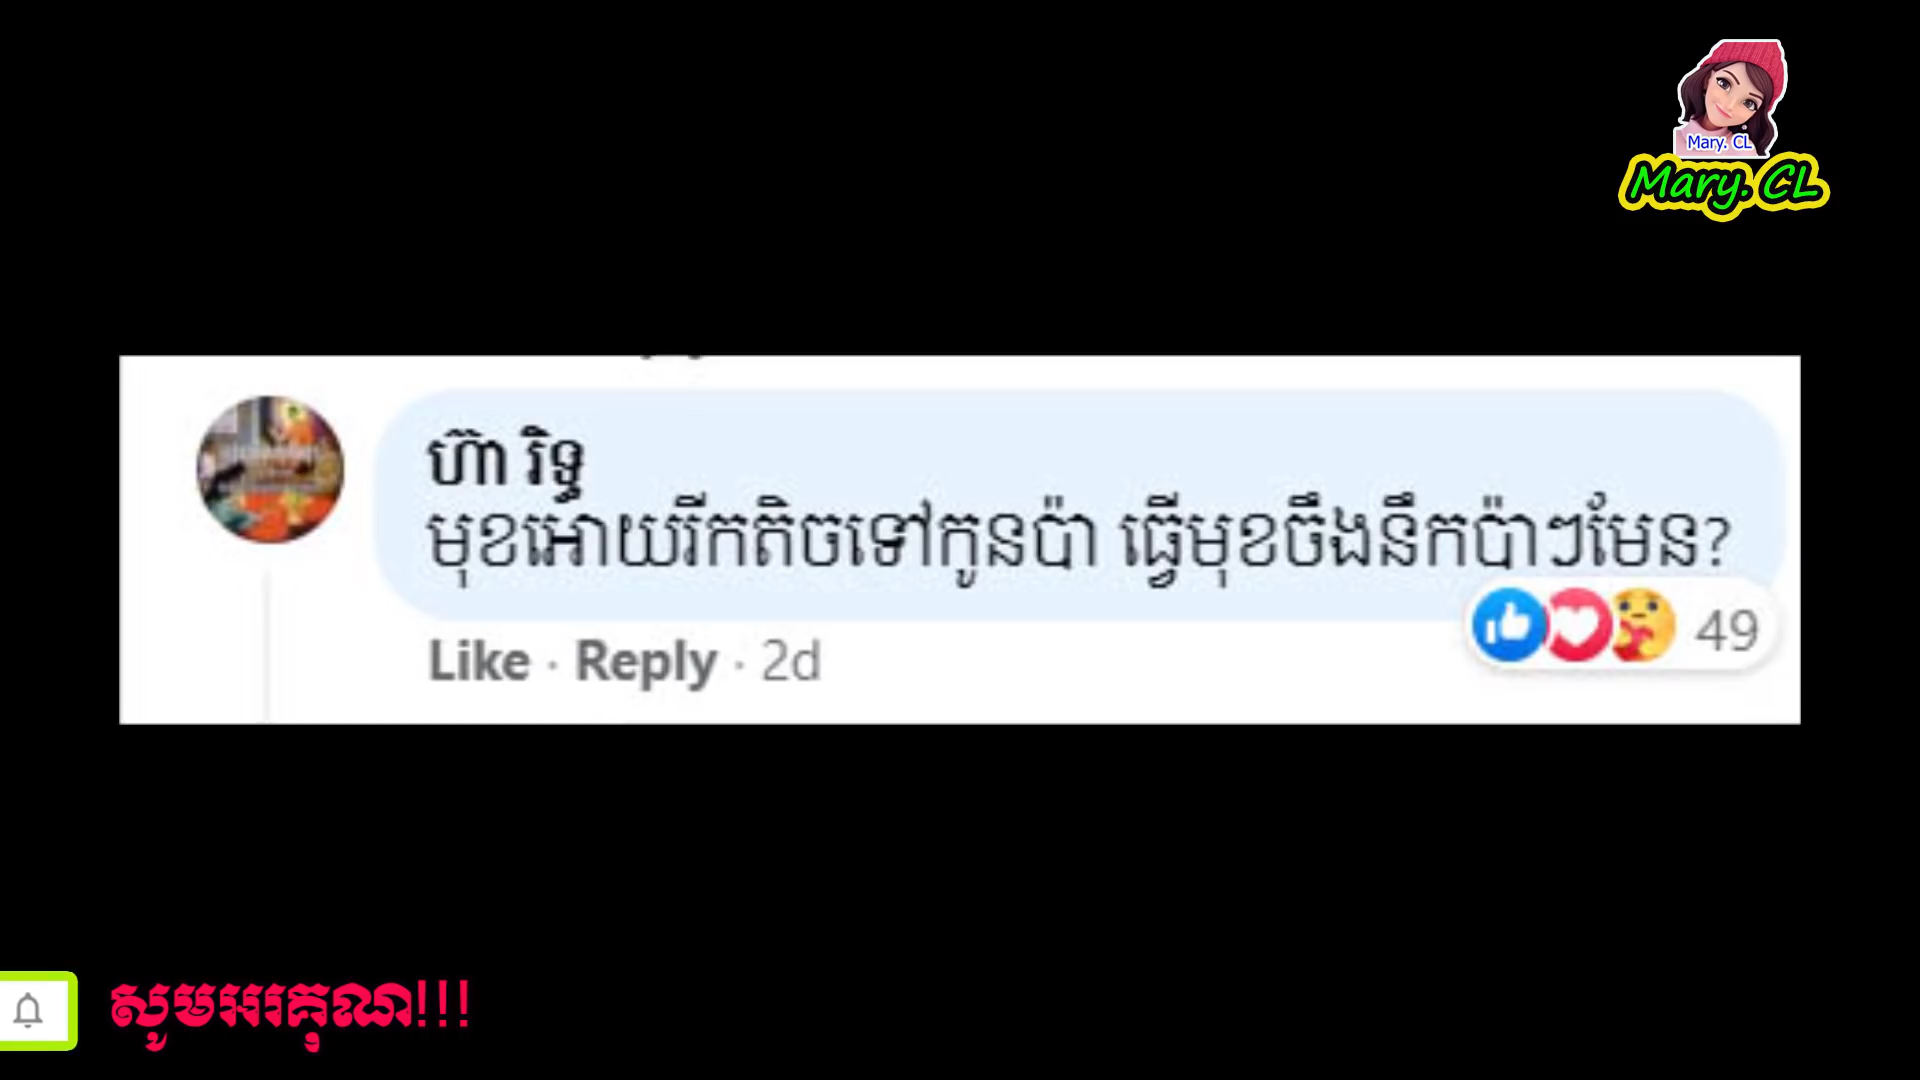 Mary. CL
Mary. CL
ហ៊ា រិទ្ធ
មុខអោយរីកតិចទៅកូនប៉ា ធ្វើមុខចឹងនឹកប៉ាៗមែន?
49
Like · Reply · 2d
សូមអរគុណ!!!